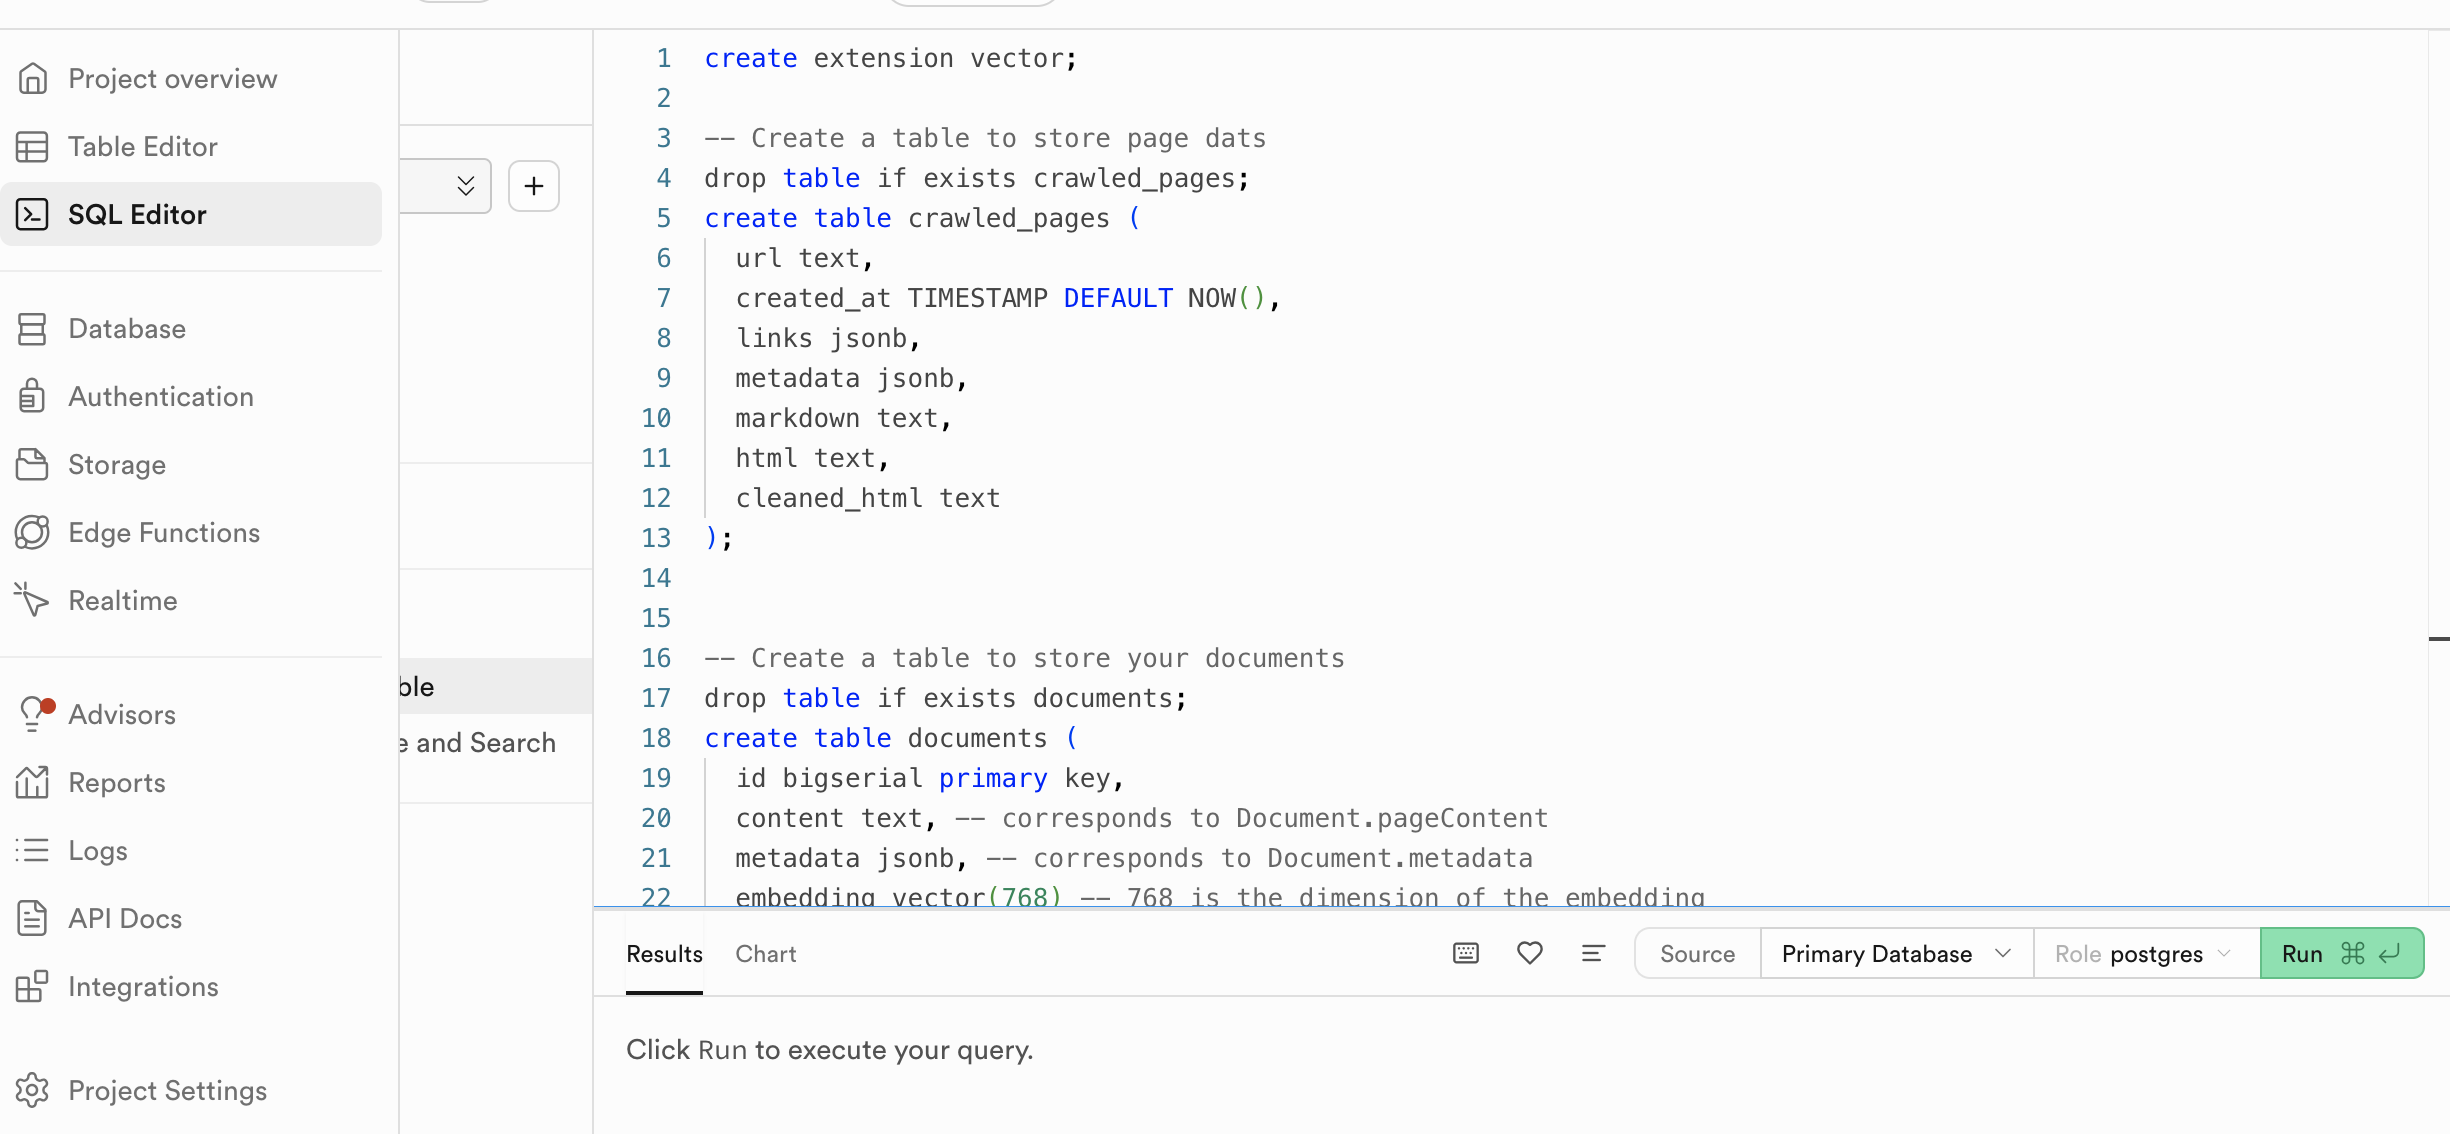 Project overview
Table Editor
SQL Editor
Database
Authentication
Storage
Edge Functions
Realtime
Advisors
Reports
Logs
API Docs
Integrations
Project Settings
ble
e and Search
1 create extension vector;
2
3 -- Create a table to store page dats
4 drop table if exists crawled_pages;
5 create table crawled_pages (
6 url text,
7 created_at TIMESTAMP DEFAULT NOW(),
8 links jsonb,
9 metadata jsonb,
10 markdown text,
11 html text,
12 cleaned_html text
13 );
14
15
16 -- Create a table to store your documents
17 drop table if exists documents;
18 create table documents (
19 id bigserial primary key,
20 content text, -- corresponds to Document.pageContent
21 metadata jsonb, -- corresponds to Document.metadata
22 embedding vector(768) -- 768 is the dimension of the embedding
Results Chart Source Primary Database Role postgres Run ⌘ ↵
Click Run to execute your query.